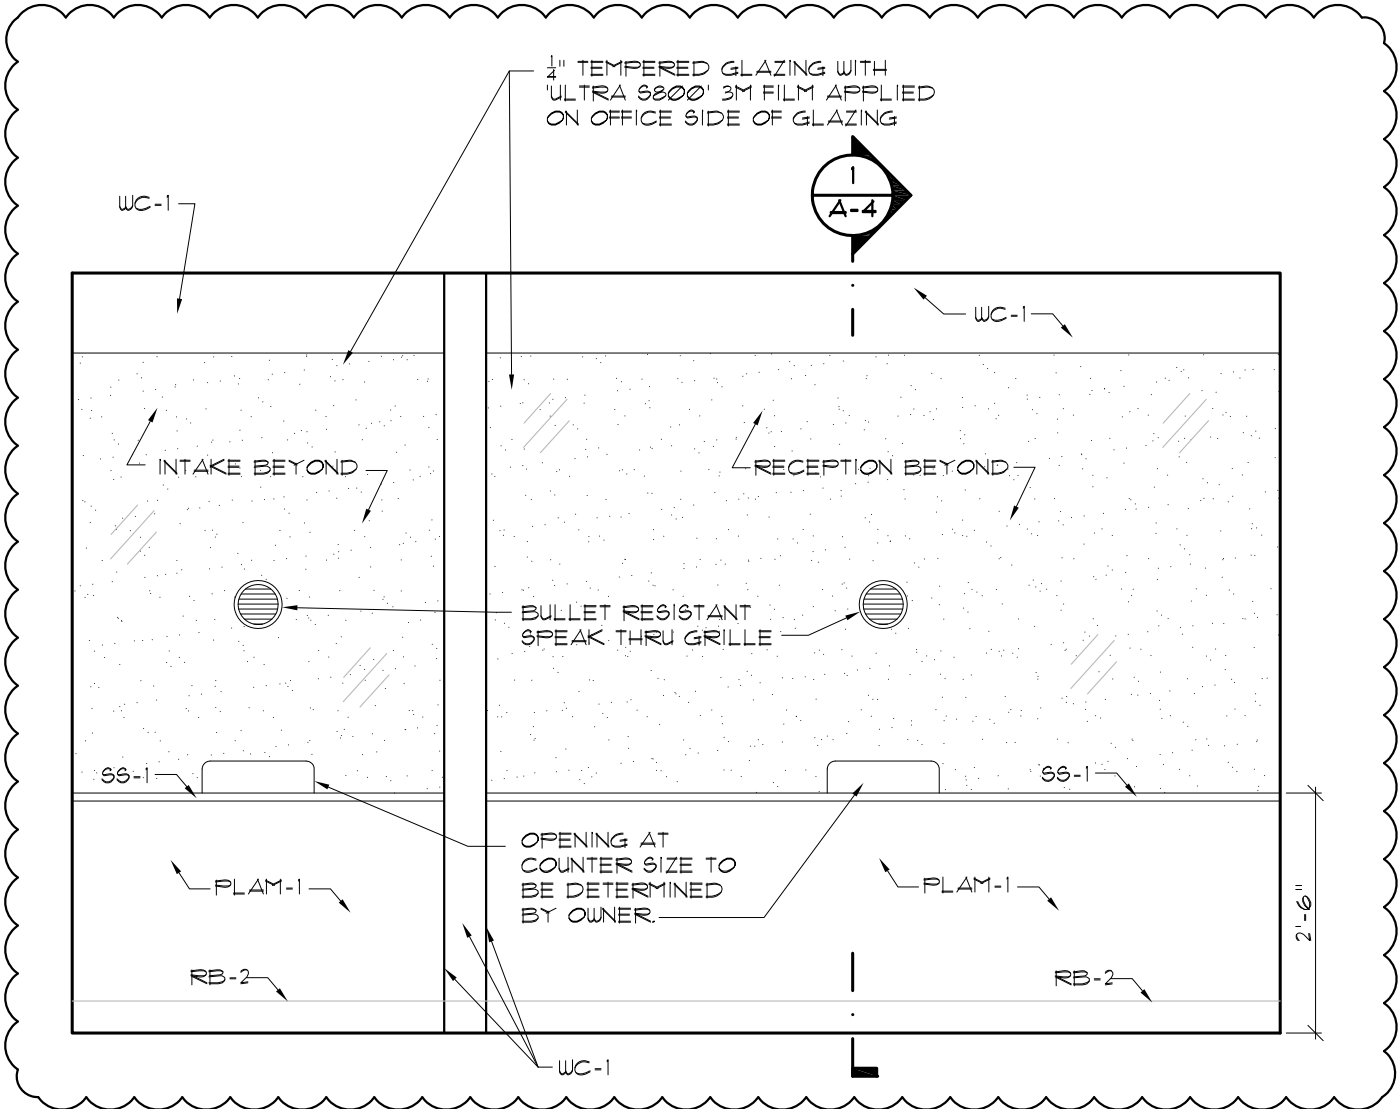 1/4" TEMPERED GLAZING WITH
'ULTRA S800' 3M FILM APPLIED
ON OFFICE SIDE OF GLAZING
1
A-4
WC-1
WC-1
INTAKE BEYOND
RECEPTION BEYOND
BULLET RESISTANT
SPEAK THRU GRILLE
SS-1
SS-1
OPENING AT
COUNTER SIZE TO
BE DETERMINED
BY OWNER.
PLAM-1
PLAM-1
2'-6"
RB-2
RB-2
WC-1